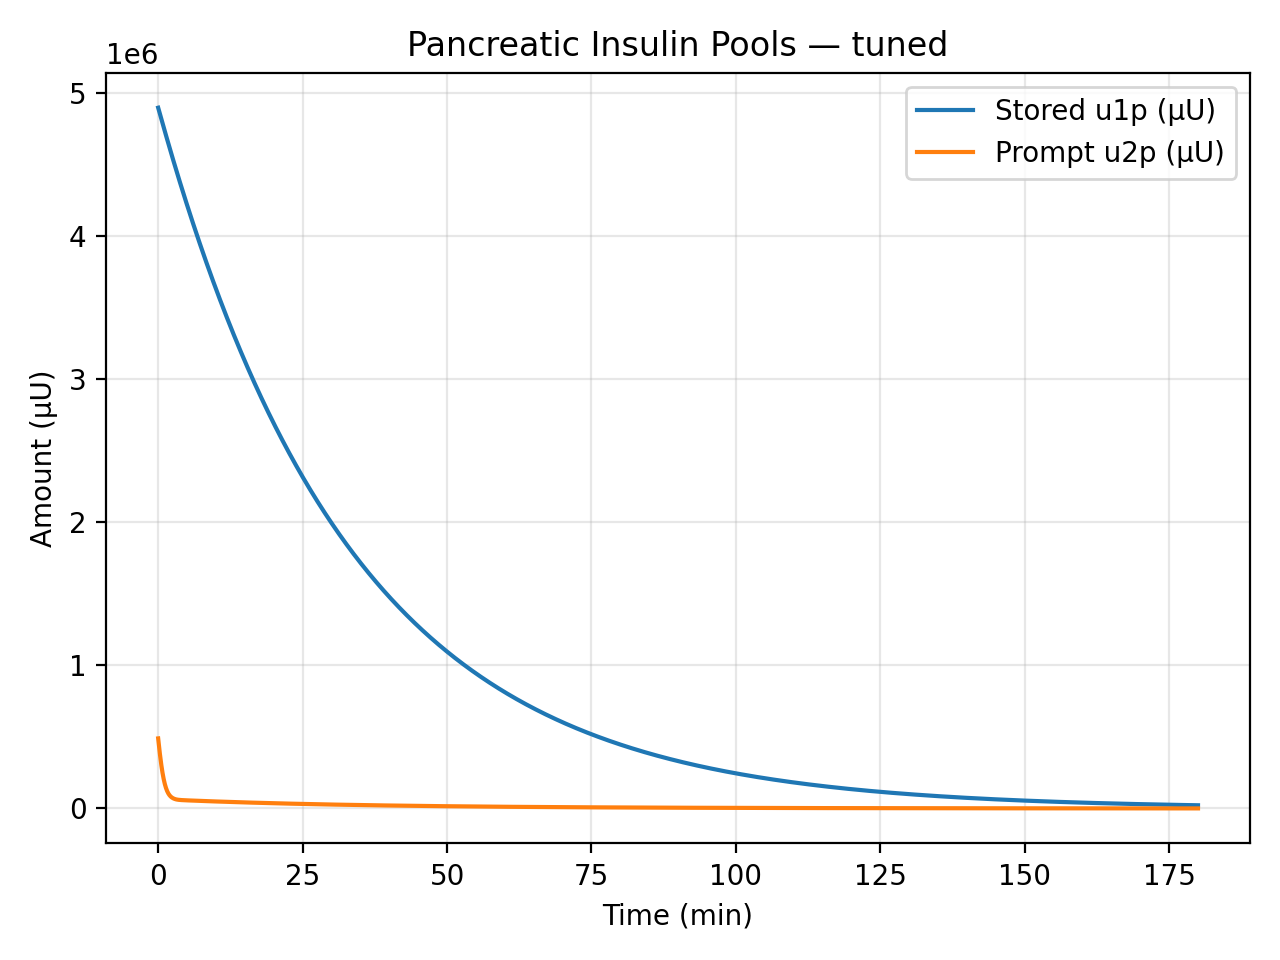 Pancreatic Insulin Pools — tuned
1e6
Stored u1p (µU)
Prompt u2p (µU)
5
4
3
2
1
0
Amount (µU)
0 25 50 75 100 125 150 175
Time (min)